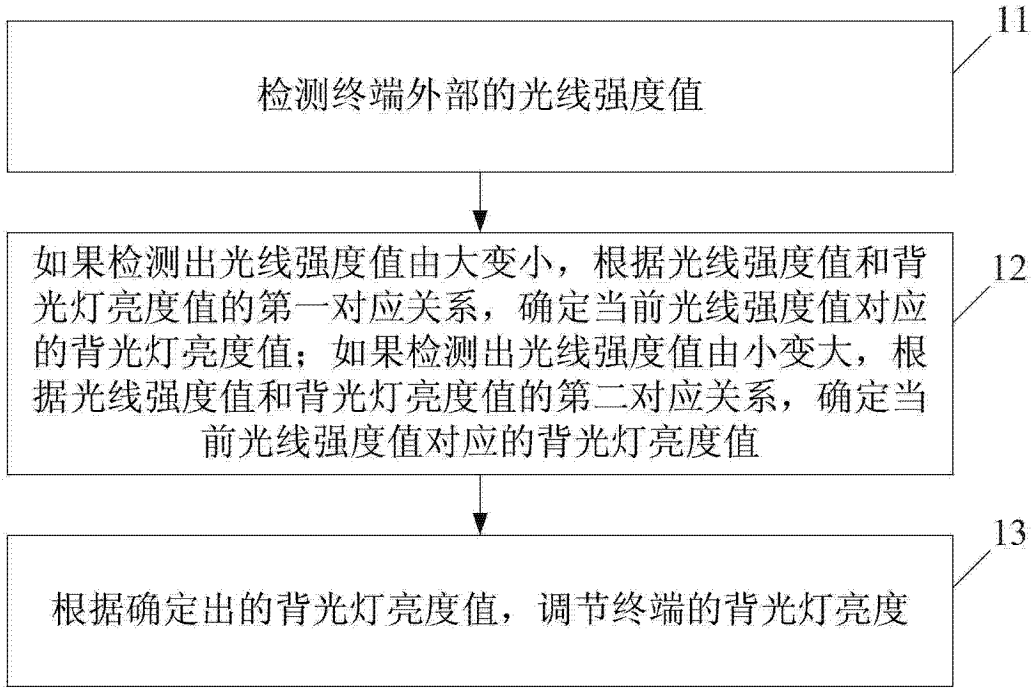 11
检测终端外部的光线强度值
如果检测出光线强度值由大变小，根据光线强度值和背
光灯亮度值的第一对应关系，确定当前光线强度值对应
的背光灯亮度值；如果检测出光线强度值由小变大，根
据光线强度值和背光灯亮度值的第二对应关系，确定当
前光线强度值对应的背光灯亮度值
12
13
根据确定出的背光灯亮度值，调节终端的背光灯亮度